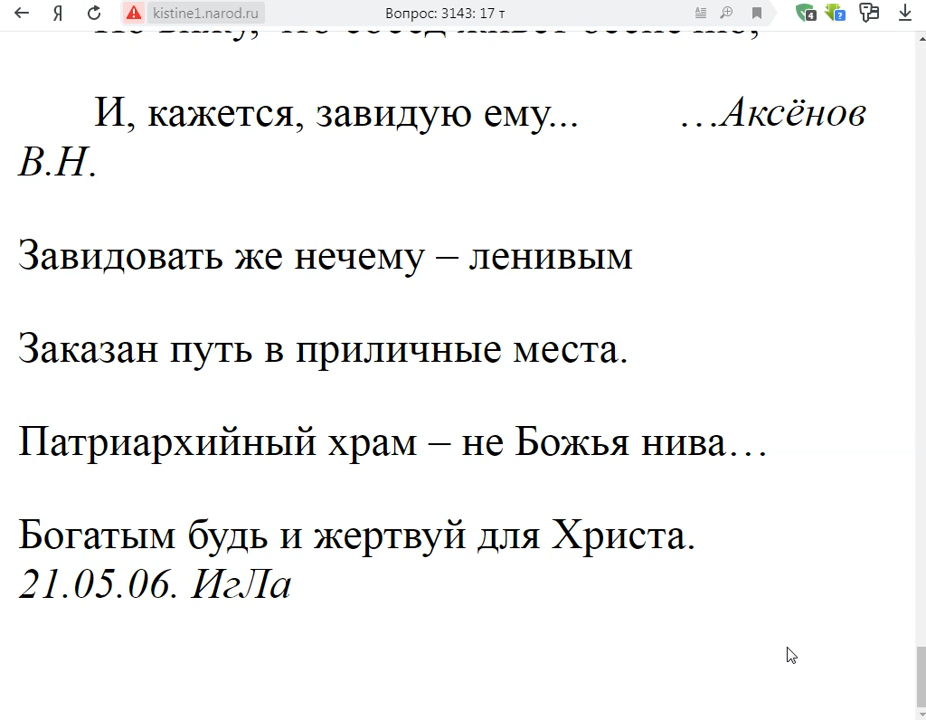 kistine1.narod.ru
Вопрос: 3143: 17 т
И, кажется, завидую ему... …Аксёнов
В.Н.
Завидовать же нечему – ленивым
Заказан путь в приличные места.
Патриархийный храм – не Божья нива…
Богатым будь и жертвуй для Христа.
21.05.06. ИгЛа